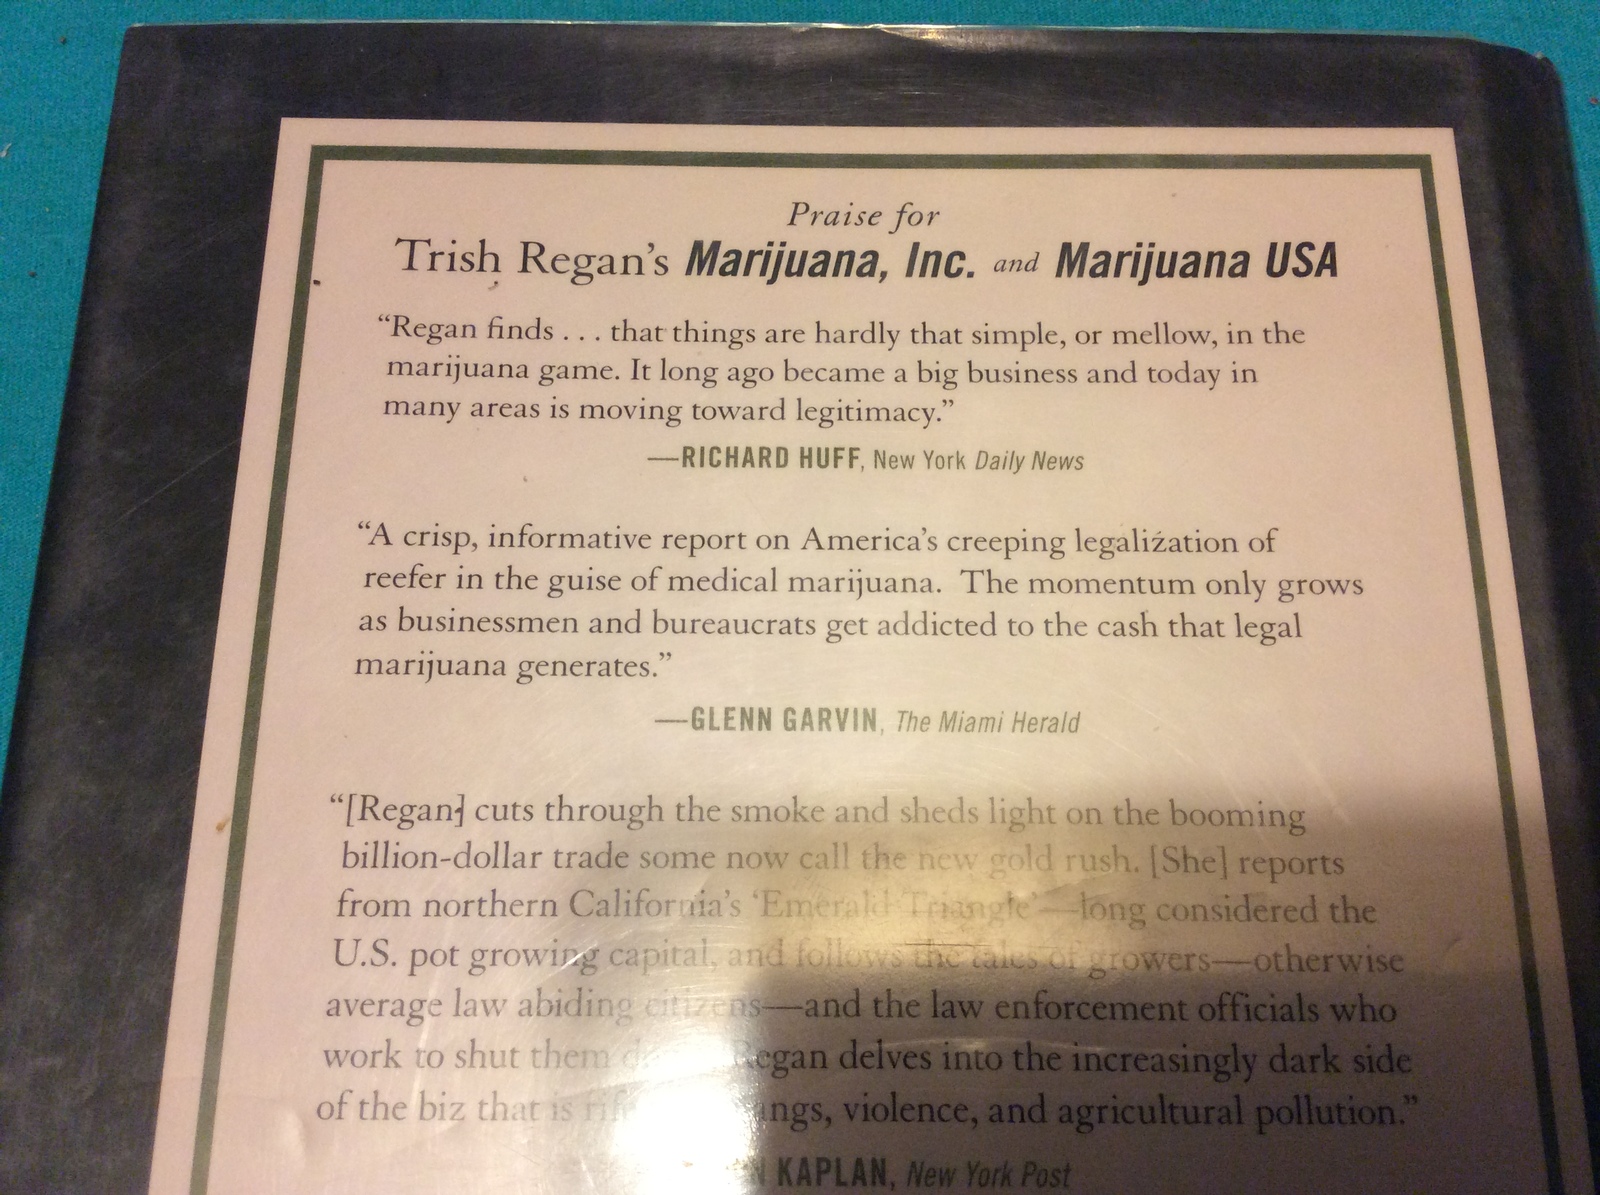 Praise for
Trish Regan's Marijuana, Inc. and Marijuana USA
“Regan finds . . . that things are hardly that simple, or mellow, in the
marijuana game. It long ago became a big business and today in
many areas is moving toward legitimacy.”
—RICHARD HUFF, New York Daily News
“A crisp, informative report on America's creeping legalization of
reefer in the guise of medical marijuana. The momentum only grows
as businessmen and bureaucrats get addicted to the cash that legal
marijuana generates.”
—GLENN GARVIN, The Miami Herald
“[Regan] cuts through the smoke and sheds light on the booming
billion-dollar trade some now call the new gold rush. [She] reports
from northern California's ‘Emerald Triangle’—long considered the
U.S. pot growing capital, and follows the tales of growers—otherwise
average law abiding citizens—and the law enforcement officials who
work to shut them Regan delves into the increasingly dark side
of the biz that is violence, and agricultural pollution.”
KAPLAN, New York Post